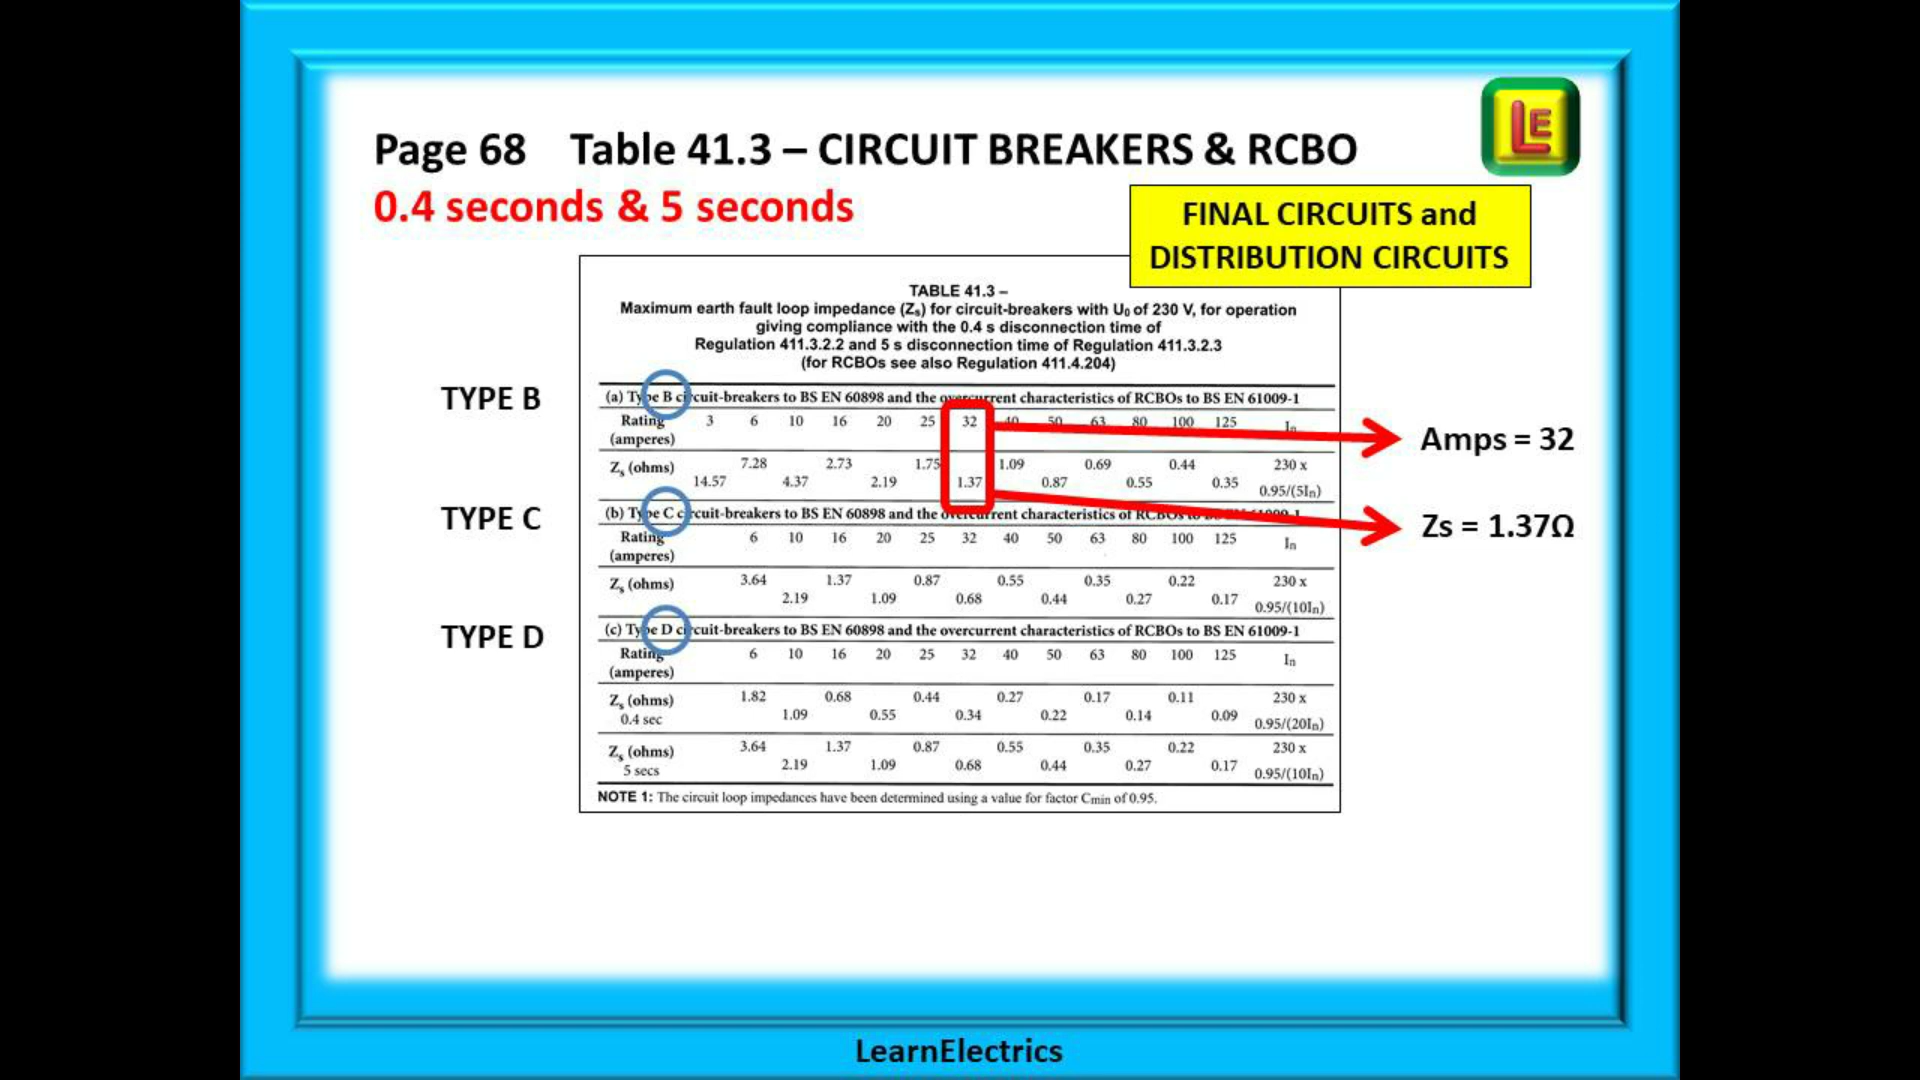 Page 68 Table 41.3 – CIRCUIT BREAKERS & RCBO
LE
0.4 seconds & 5 seconds
FINAL CIRCUITS and
DISTRIBUTION CIRCUITS
TABLE 41.3 –
Maximum earth fault loop impedance (Zs) for circuit-breakers with U0 of 230 V, for operation
giving compliance with the 0.4 s disconnection time of
Regulation 411.3.2.2 and 5 s disconnection time of Regulation 411.3.2.3
(for RCBOs see also Regulation 411.4.204)
TYPE B
(a) Type B circuit-breakers to BS EN 60898 and the overcurrent characteristics of RCBOs to BS EN 61009-1
Rating 3 6 10 16 20 25 32 40 50 63 80 100 125 In
(amperes)
Amps = 32
Zs (ohms) 7.28 2.73 1.75 1.09 0.69 0.44 230 x
14.57 4.37 2.19 1.37 0.87 0.55 0.35 0.95/(5In)
TYPE C
(b) Type C circuit-breakers to BS EN 60898 and the overcurrent characteristics of RCBOs to BS EN 61009-1
Zs = 1.37Ω
Rating 6 10 16 20 25 32 40 50 63 80 100 125 In
(amperes)
Zs (ohms) 3.64 1.37 0.87 0.55 0.35 0.22 230 x
2.19 1.09 0.68 0.44 0.27 0.17 0.95/(10In)
TYPE D
(c) Type D circuit-breakers to BS EN 60898 and the overcurrent characteristics of RCBOs to BS EN 61009-1
Rating 6 10 16 20 25 32 40 50 63 80 100 125 In
(amperes)
Zs (ohms) 1.82 0.68 0.44 0.27 0.17 0.11 230 x
0.4 sec 1.09 0.55 0.34 0.22 0.14 0.09 0.95/(20In)
Zs (ohms) 3.64 1.37 0.87 0.55 0.35 0.22 230 x
5 secs 2.19 1.09 0.68 0.44 0.27 0.17 0.95/(10In)
NOTE 1: The circuit loop impedances have been determined using a value for factor Cmin of 0.95.
LearnElectrics